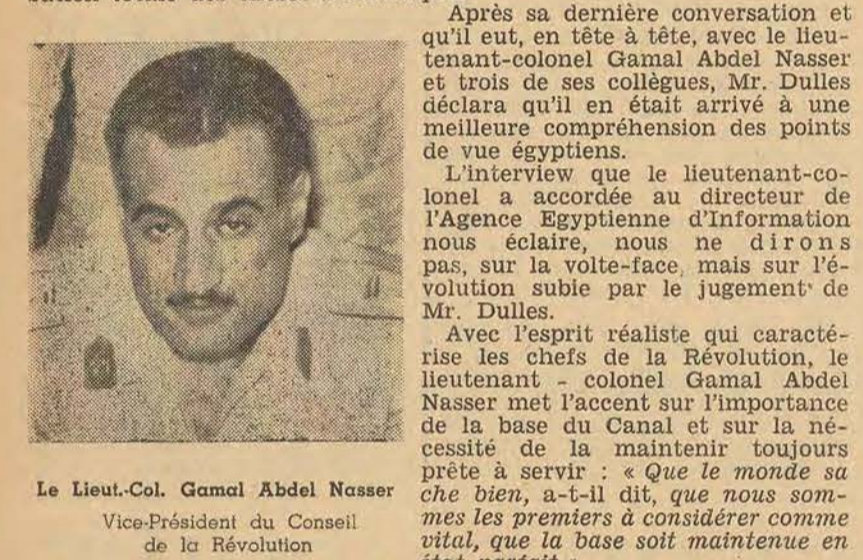 Après sa dernière conversation et
qu'il eut, en tête à tête, avec le lieu-
tenant-colonel Gamal Abdel Nasser
et trois de ses collègues, Mr. Dulles
déclara qu'il en était arrivé à une
meilleure compréhension des points
de vue égyptiens.
L'interview que le lieutenant-co-
lonel a accordée au directeur de
l'Agence Egyptienne d'Information
nous éclaire, nous ne dirons
pas, sur la volte-face, mais sur l'é-
volution subie par le jugement de
Mr. Dulles.
Avec l'esprit réaliste qui caracté-
rise les chefs de la Révolution, le
lieutenant - colonel Gamal Abdel
Nasser met l'accent sur l'importance
de la base du Canal et sur la né-
cessité de la maintenir toujours
prête à servir : « Que le monde sa
che bien, a-t-il dit, que nous som-
mes les premiers à considérer comme
vital, que la base soit maintenue en
Le Lieut.-Col. Gamal Abdel Nasser
Vice-Président du Conseil
de la Révolution